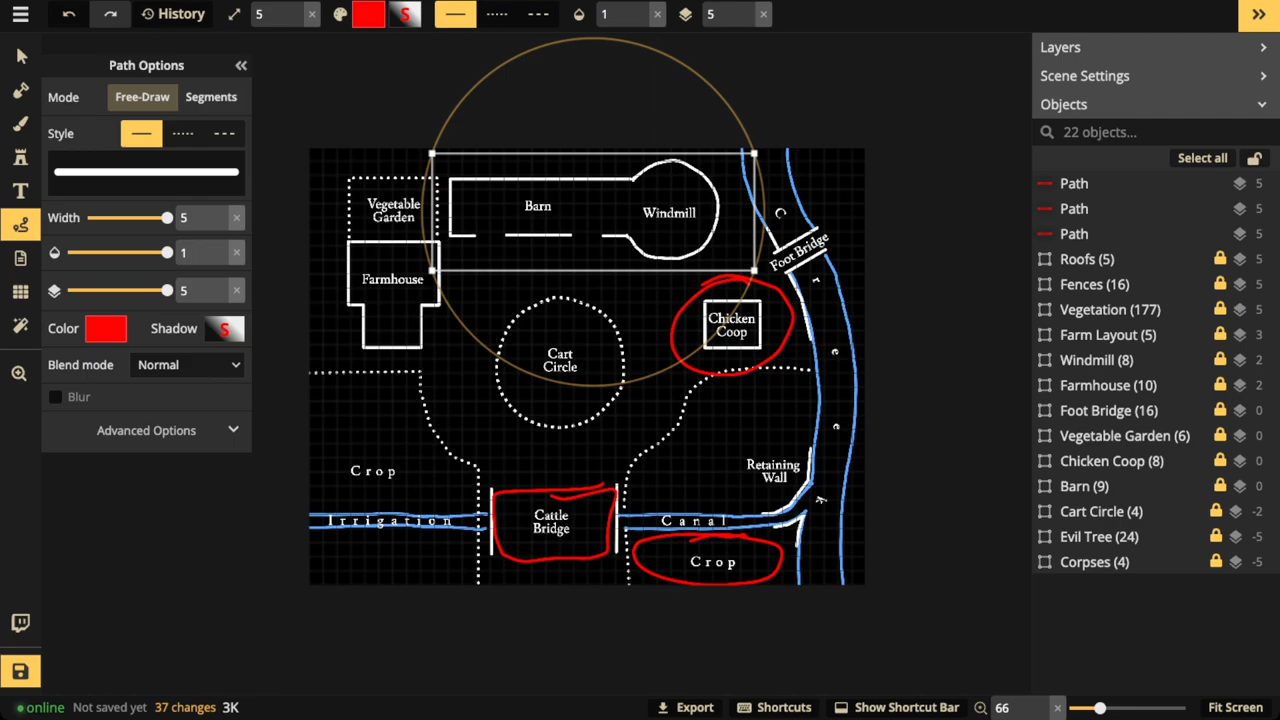 History
5 ×
S
1 ×
5 ×
Path Options
Mode Free-Draw Segments
Style
Width 5 ×
1 ×
5 ×
Color Shadow S
Blend mode Normal
Blur
Advanced Options
Vegetable
Garden
Barn
Windmill
C
Foot Bridge
r
Farmhouse
Chicken
Coop
Cart
Circle
e
e
Crop
Retaining
Wall
k
Irrigation
Cattle
Bridge
Canal
Crop
Layers
Scene Settings
Objects
22 objects...
Select all
Path 5
Path 5
Path 5
Roofs (5) 5
Fences (16) 5
Vegetation (177) 5
Farm Layout (5) 3
Windmill (8) 2
Farmhouse (10) 2
Foot Bridge (16) 0
Vegetable Garden (6) 0
Chicken Coop (8) 0
Barn (9) 0
Cart Circle (4) -2
Evil Tree (24) -5
Corpses (4) -5
online Not saved yet 37 changes 3K
Export
Shortcuts
Show Shortcut Bar
66 ×
Fit Screen